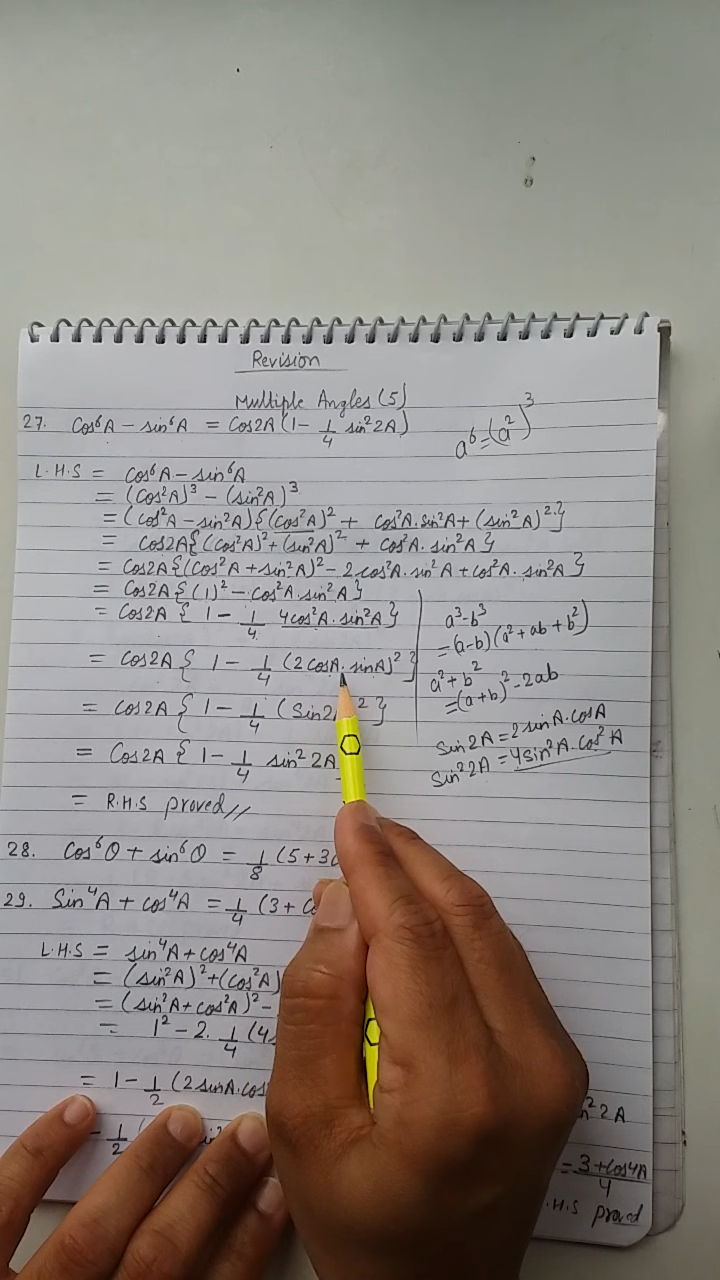 Revision
Multiple Angles (5)
27. Cos⁶A – sin⁶A = Cos2A (1 – 1/4 sin²2A)
a⁶ = (a²)³
L.H.S = Cos⁶A – sin⁶A
= (Cos²A)³ – (sin²A)³
= (cos²A – sin²A) {(cos²A)² + cos²A.sin²A + (sin²A)²}
= cos2A {(cos²A)² + (sin²A)² + cos²A. sin²A}
= Cos2A {(Cos²A + sin²A)² – 2cos²A. sin²A + cos²A. sin²A}
= Cos2A {(1)² – cos²A. sin²A}
= Cos2A { 1 – 1/4 4cos²A. sin²A}
= cos2A { 1 – 1/4 (2cosA. sinA)² }
= cos2A { 1 – 1/4 (Sin2 ² }
= Cos2A { 1 – 1/4 sin²2A
= R.H.S proved //
a³-b³
= (a-b) (a² + ab + b²)
a² + b²
= (a+b)² - 2ab
Sin2A = 2sinA.cosA
Sin²2A = 4sin²A.cos²A
28. Cos⁶θ + sin⁶θ = 1/8 (5+3
29. Sin⁴A + cos⁴A = 1/4 (3 +
L.H.S = sin⁴A + cos⁴A
= (sin²A)² + (cos²A)
= (sin²A + cos²A)² –
= 1² – 2. 1/4 (4
= 1 – 1/2 (2sinA.cos
– 1/2
²2A
= 3+cos4A/4
.H.S proved